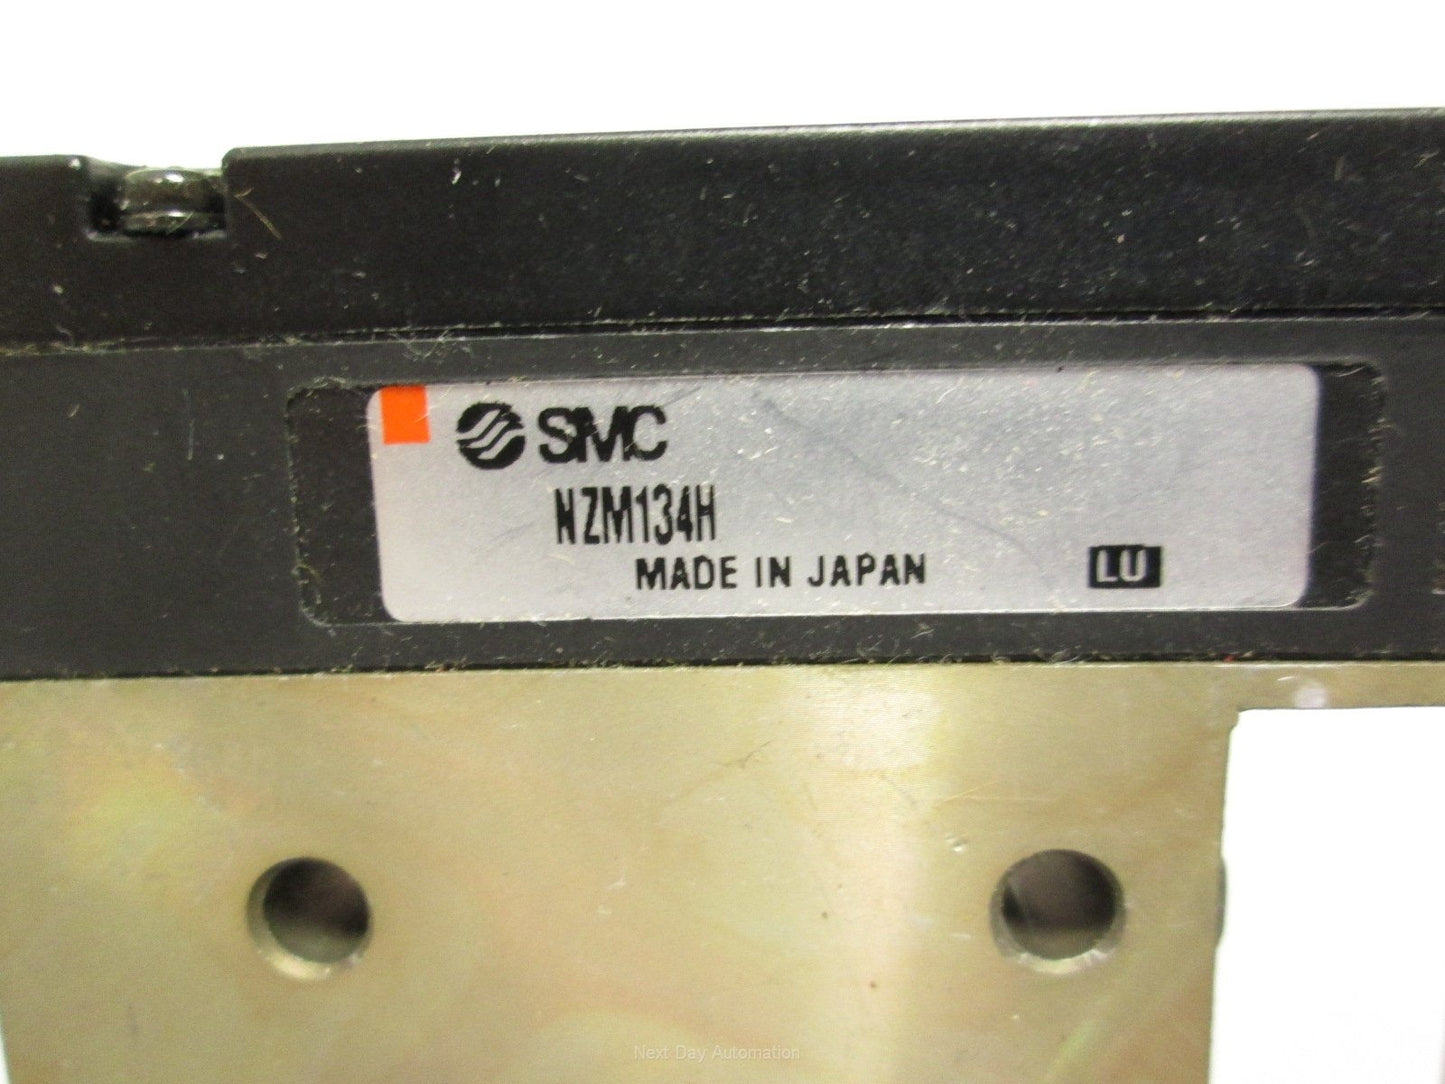 SMC
NZM134H
MADE IN JAPAN
LU
Next Day Automation